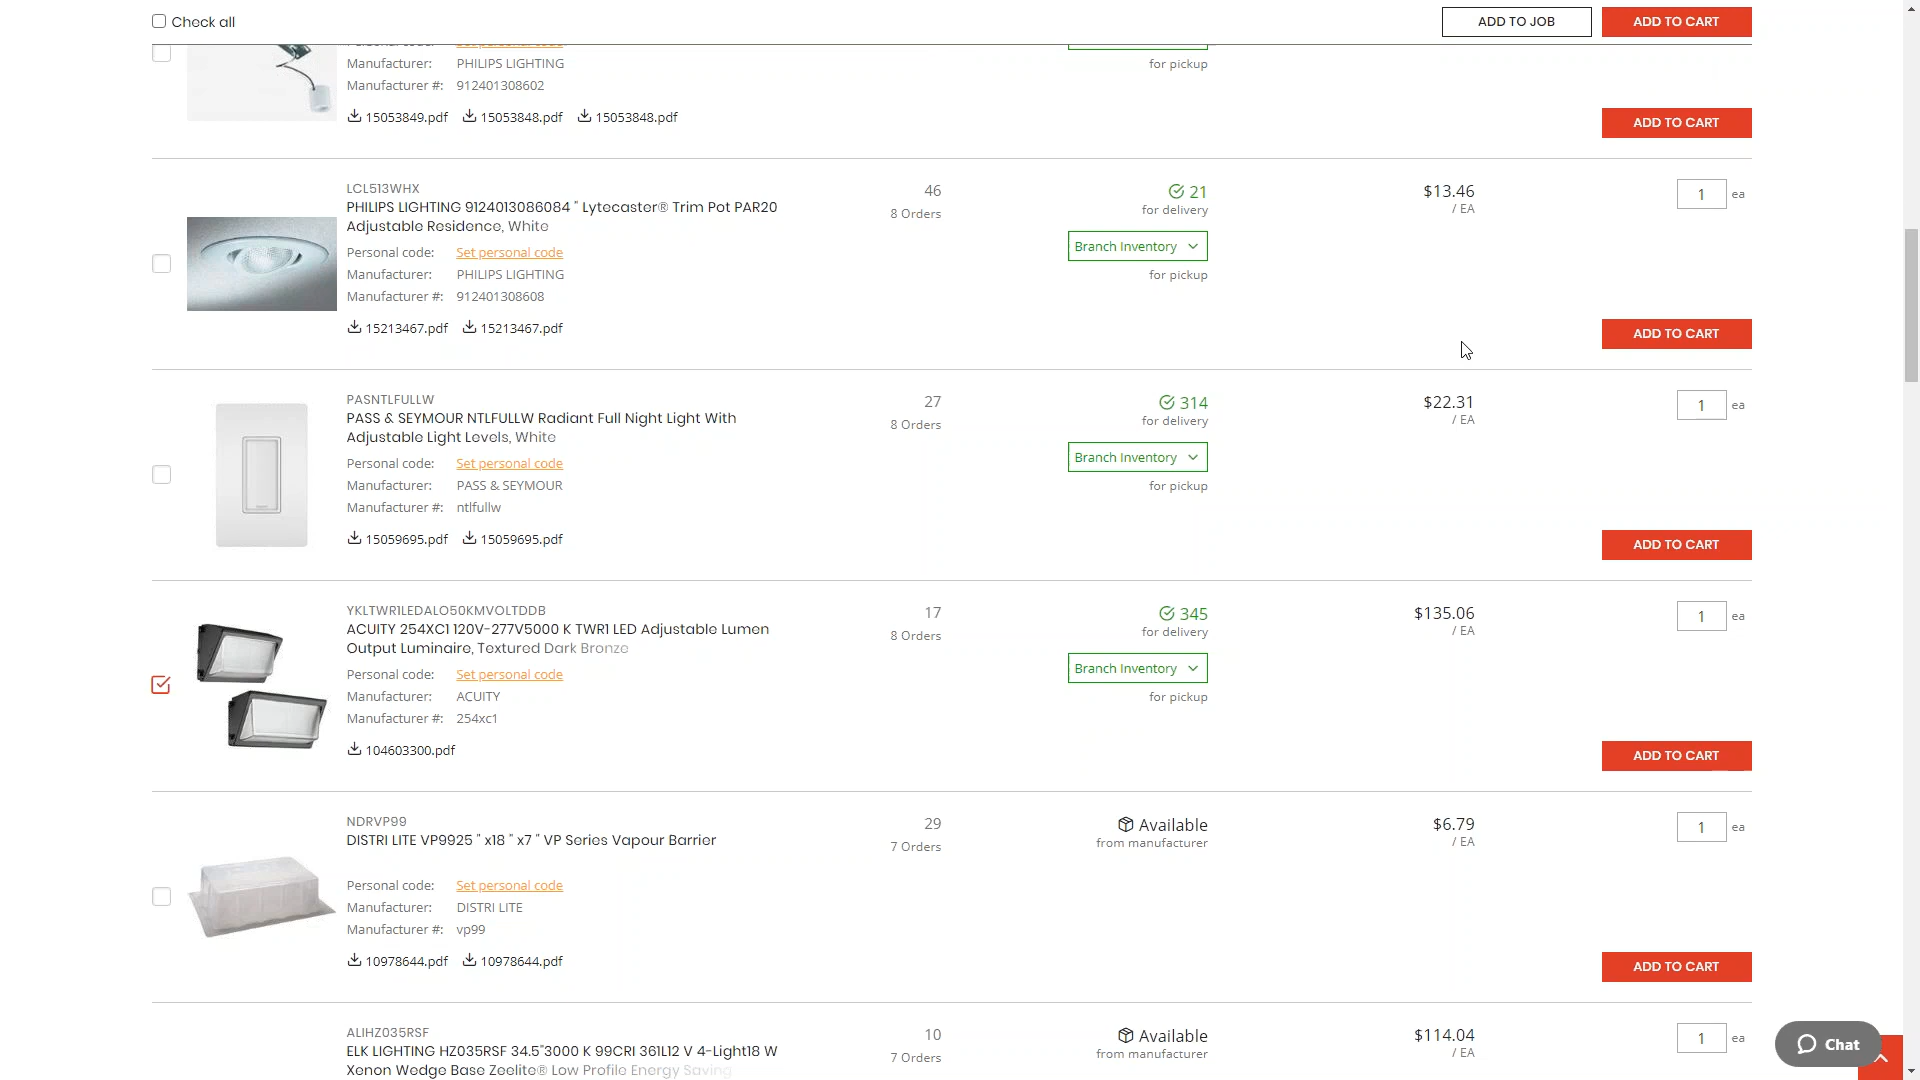 Check all
ADD TO JOB
ADD TO CART
Manufacturer: PHILIPS LIGHTING
for pickup
Manufacturer #: 912401308602
15053849.pdf 15053848.pdf 15053848.pdf
ADD TO CART
LCL513WHX
PHILIPS LIGHTING 9124013086084 " Lytecaster® Trim Pot PAR20
Adjustable Residence, White
Personal code: Set personal code
Manufacturer: PHILIPS LIGHTING
Manufacturer #: 912401308608
15213467.pdf 15213467.pdf
46
8 Orders
21
for delivery
Branch Inventory
for pickup
$13.46
/ EA
1 ea
ADD TO CART
PASNTLFULLW
PASS & SEYMOUR NTLFULLW Radiant Full Night Light With
Adjustable Light Levels, White
Personal code: Set personal code
Manufacturer: PASS & SEYMOUR
Manufacturer #: ntlfullw
15059695.pdf 15059695.pdf
27
8 Orders
314
for delivery
Branch Inventory
for pickup
$22.31
/ EA
1 ea
ADD TO CART
YKLTWR1LEDALO50KMVOLTDDB
ACUITY 254XC1 120V-277V5000 K TWR1 LED Adjustable Lumen
Output Luminaire, Textured Dark Bronze
Personal code: Set personal code
Manufacturer: ACUITY
Manufacturer #: 254xc1
104603300.pdf
17
8 Orders
345
for delivery
Branch Inventory
for pickup
$135.06
/ EA
1 ea
ADD TO CART
NDRVP99
DISTRI LITE VP9925 " x18 " x7 " VP Series Vapour Barrier
Personal code: Set personal code
Manufacturer: DISTRI LITE
Manufacturer #: vp99
10978644.pdf 10978644.pdf
29
7 Orders
Available
from manufacturer
$6.79
/ EA
1 ea
ADD TO CART
ALIHZ035RSF
ELK LIGHTING HZ035RSF 34.5"3000 K 99CRI 361L12 V 4-Light18 W
Xenon Wedge Base Zeelite® Low Profile Energy Saving
10
7 Orders
Available
from manufacturer
$114.04
/ EA
1 ea
Chat